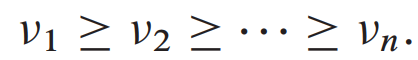 ν₁ ≥ ν₂ ≥ ⋯ ≥ νₙ.